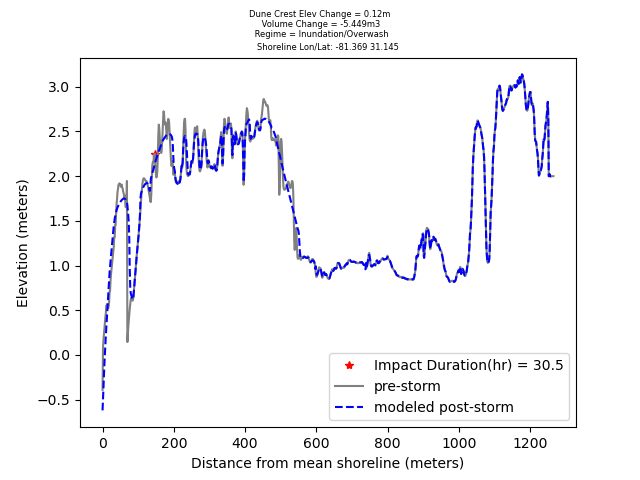 Dune Crest Elev Change = 0.12m
Volume Change = -5.449m3
Regime = Inundation/Overwash
Shoreline Lon/Lat: -81.369 31.145
3.0
2.5
2.0
1.5
1.0
0.5
0.0
−0.5
Elevation (meters)
Impact Duration(hr) = 30.5
pre-storm
modeled post-storm
0 200 400 600 800 1000 1200
Distance from mean shoreline (meters)